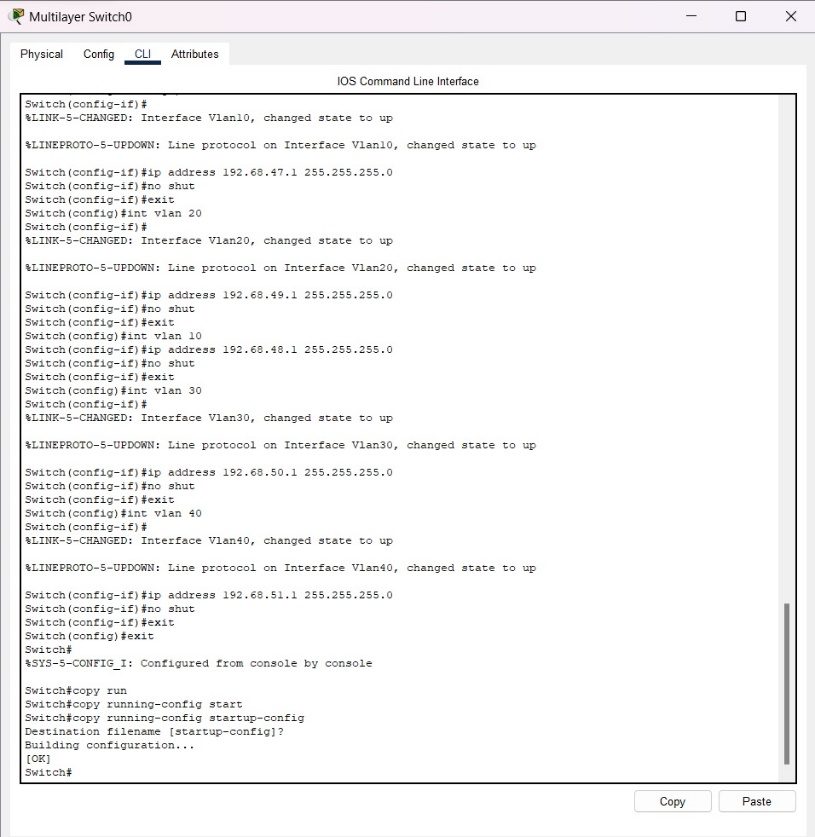 Multilayer Switch0
Physical Config CLI Attributes
IOS Command Line Interface
Switch(config-if)#
%LINK-5-CHANGED: Interface Vlan10, changed state to up
%LINEPROTO-5-UPDOWN: Line protocol on Interface Vlan10, changed state to up
Switch(config-if)#ip address 192.68.47.1 255.255.255.0
Switch(config-if)#no shut
Switch(config-if)#exit
Switch(config)#int vlan 20
Switch(config-if)#
%LINK-5-CHANGED: Interface Vlan20, changed state to up
%LINEPROTO-5-UPDOWN: Line protocol on Interface Vlan20, changed state to up
Switch(config-if)#ip address 192.68.49.1 255.255.255.0
Switch(config-if)#no shut
Switch(config-if)#exit
Switch(config)#int vlan 10
Switch(config-if)#ip address 192.68.48.1 255.255.255.0
Switch(config-if)#no shut
Switch(config-if)#exit
Switch(config)#int vlan 30
Switch(config-if)#
%LINK-5-CHANGED: Interface Vlan30, changed state to up
%LINEPROTO-5-UPDOWN: Line protocol on Interface Vlan30, changed state to up
Switch(config-if)#ip address 192.68.50.1 255.255.255.0
Switch(config-if)#no shut
Switch(config-if)#exit
Switch(config)#int vlan 40
Switch(config-if)#
%LINK-5-CHANGED: Interface Vlan40, changed state to up
%LINEPROTO-5-UPDOWN: Line protocol on Interface Vlan40, changed state to up
Switch(config-if)#ip address 192.68.51.1 255.255.255.0
Switch(config-if)#no shut
Switch(config-if)#exit
Switch(config)#exit
Switch#
%SYS-5-CONFIG_I: Configured from console by console
Switch#copy run
Switch#copy running-config start
Switch#copy running-config startup-config
Destination filename [startup-config]?
Building configuration...
[OK]
Switch#
Copy Paste